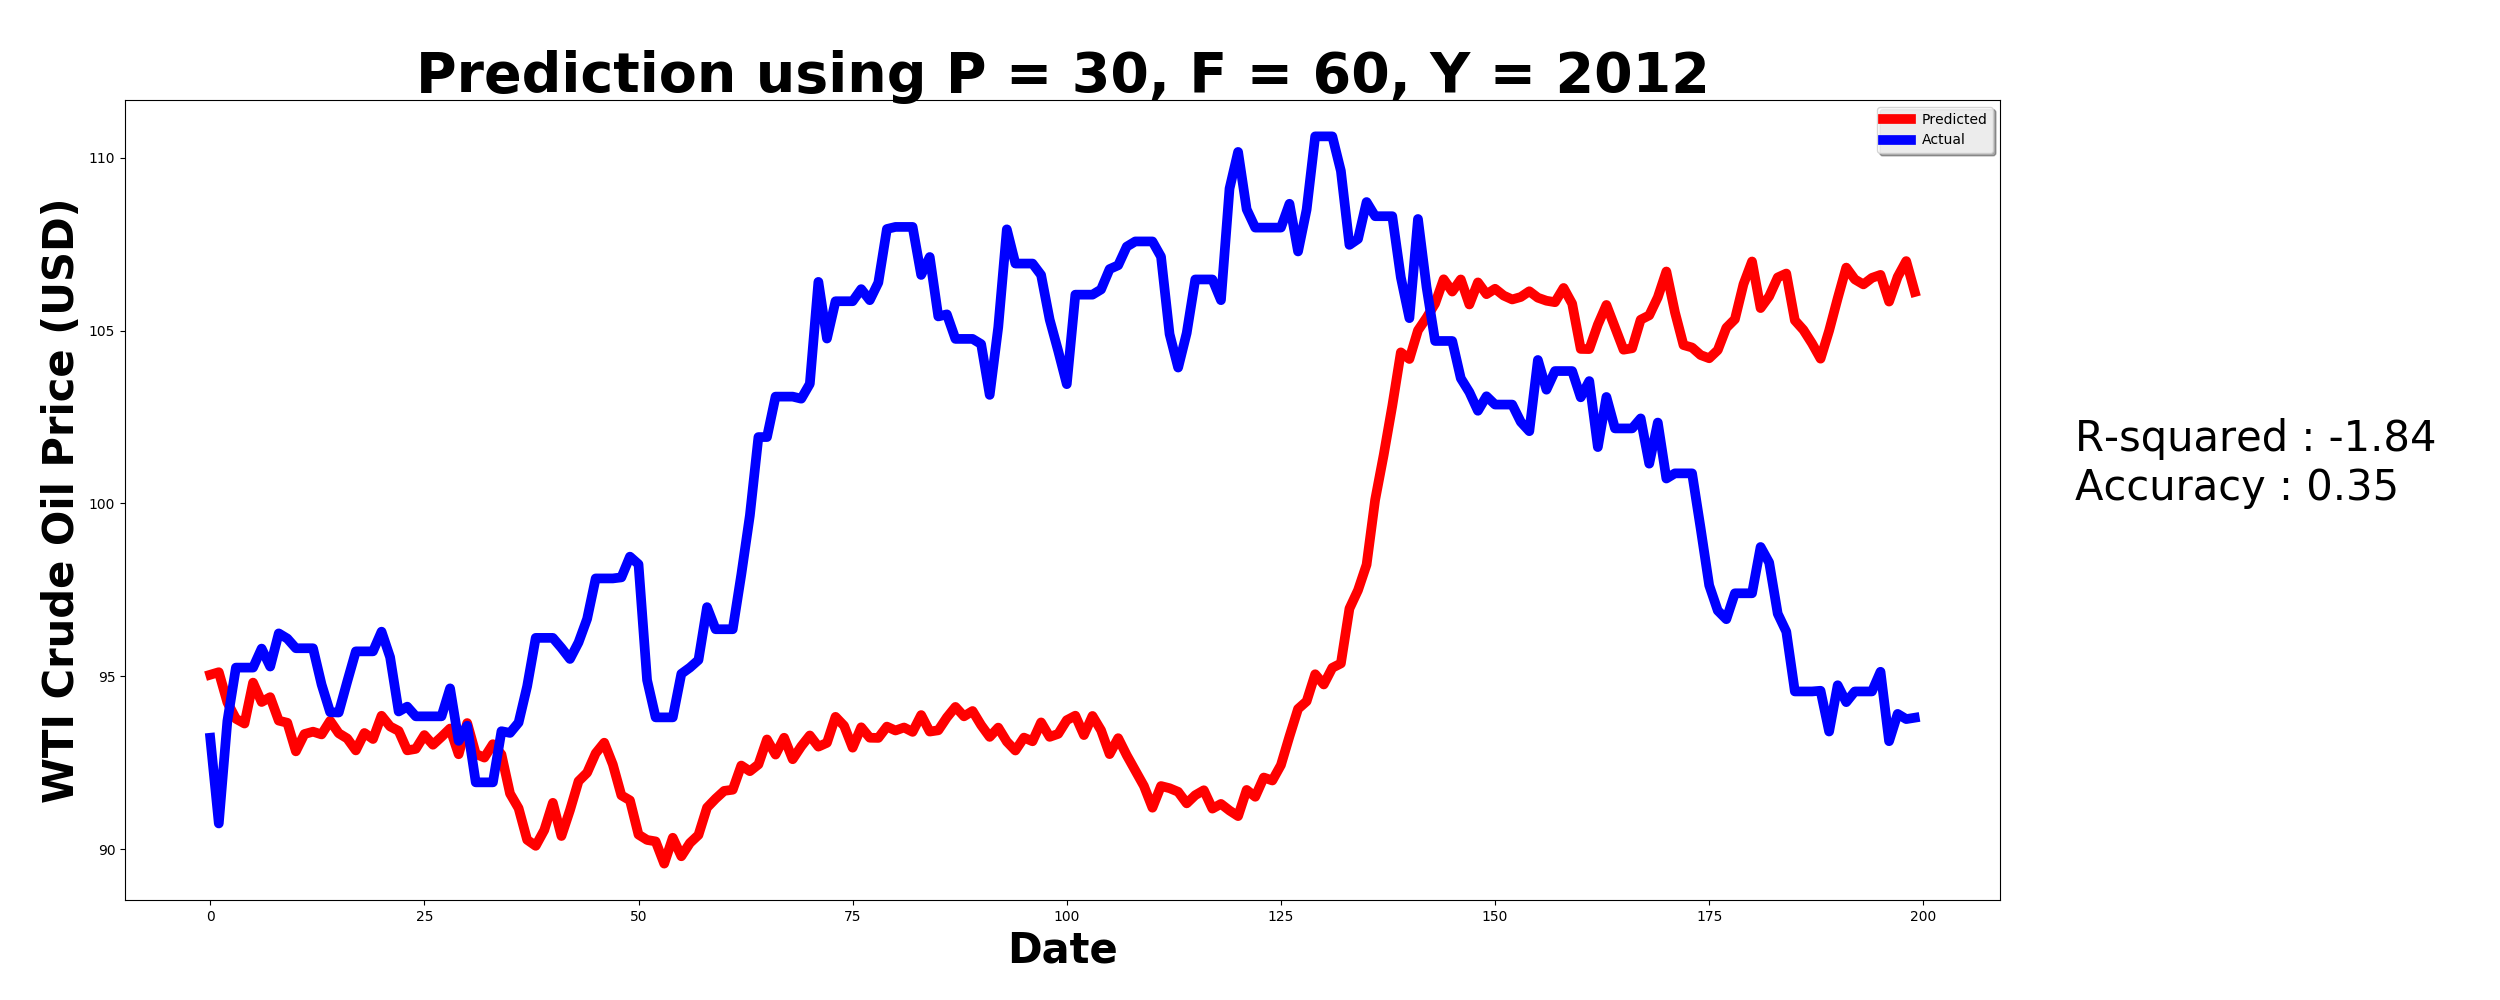 Prediction using P = 30, F = 60, Y = 2012
Predicted
Actual
WTI Crude Oil Price (USD)
110
105
100
95
90
R-squared : -1.84
Accuracy : 0.35
0 25 50 75 100 125 150 175 200
Date